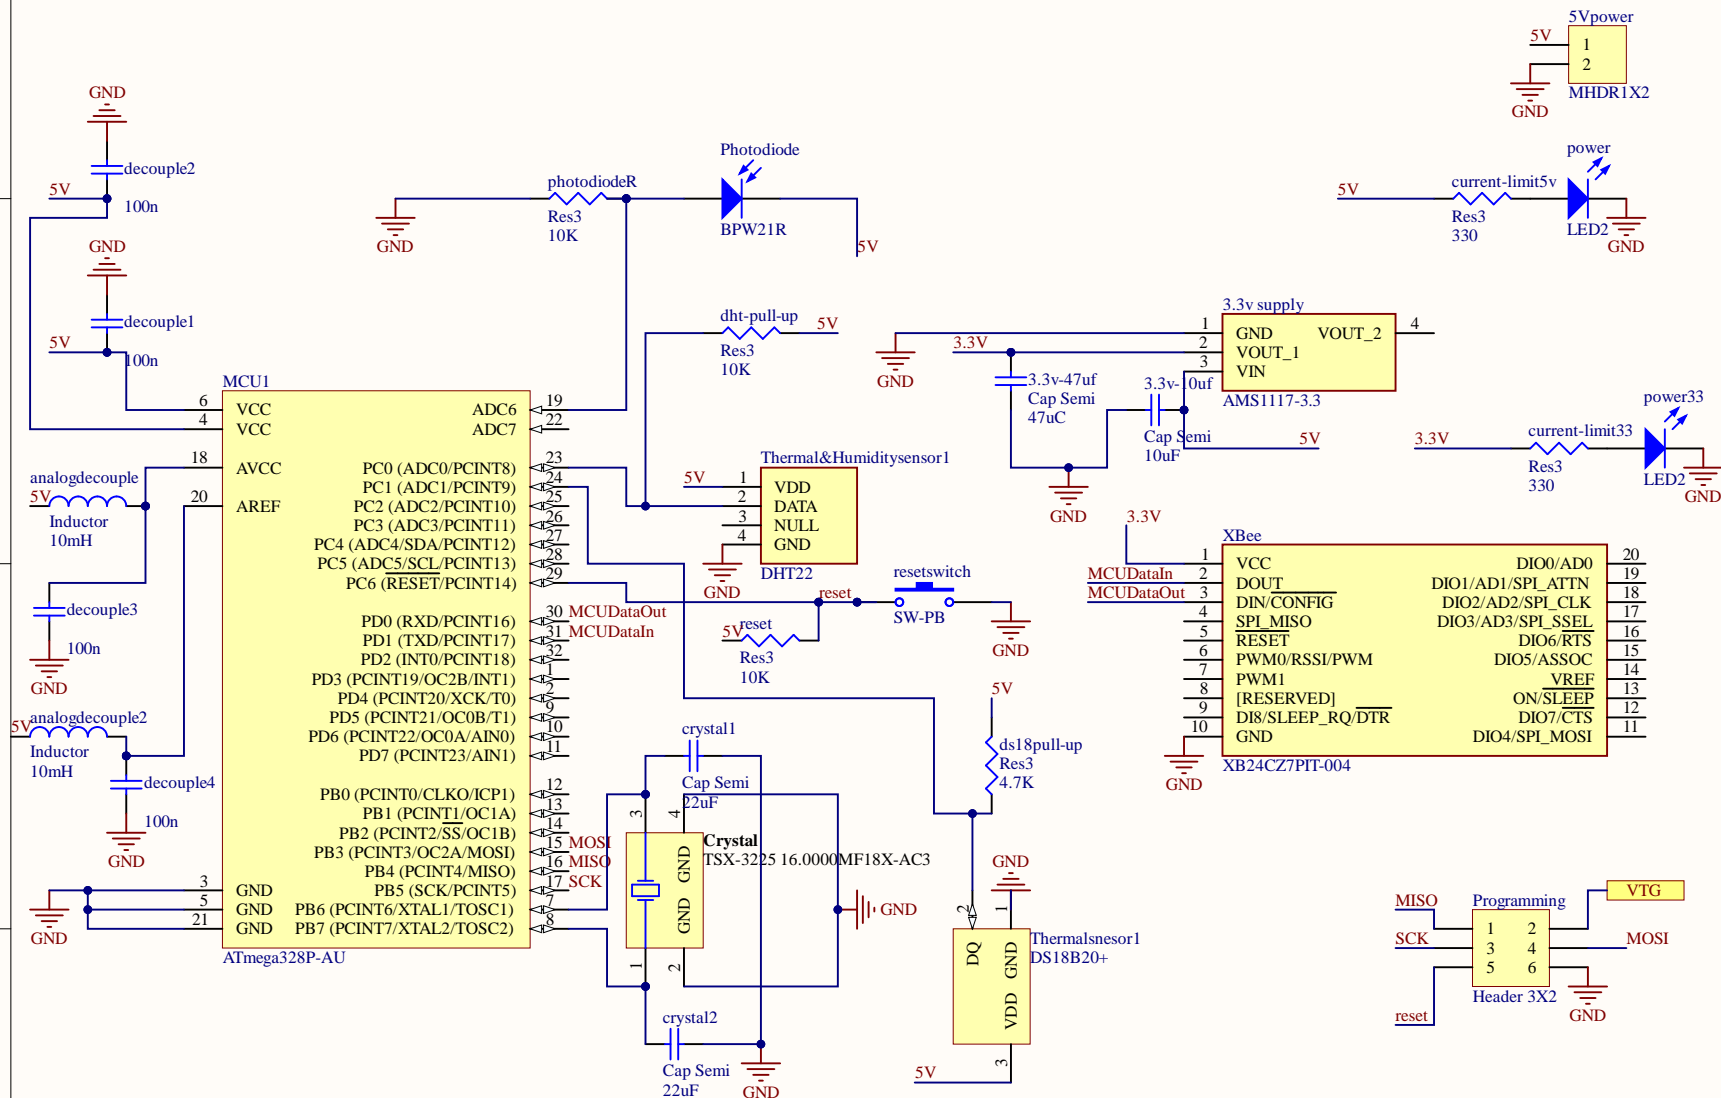 5Vpower
5V
1
2
GND
MHDR1X2
GND
decouple2
5V
100n
GND
decouple1
5V
100n
photodiodeR
Res3
10K
GND
Photodiode
BPW21R
5V
5V
current-limit5v
Res3
330
power
LED2
GND
dht-pull-up
5V
Res3
10K
3.3v supply
1 GND VOUT_2 4
2 VOUT_1
3 VIN
AMS1117-3.3
GND
3.3V
3.3v-47uf
Cap Semi
47uC
3.3v-10uf
Cap Semi
10uF
5V
GND
3.3V
current-limit33
Res3
330
power33
LED2
GND
MCU1
6 VCC
4 VCC
18 AVCC
20 AREF
3 GND
5 GND
21 GND
ADC6 19
ADC7 22
PC0 (ADC0/PCINT8) 23
PC1 (ADC1/PCINT9) 24
PC2 (ADC2/PCINT10) 25
PC3 (ADC3/PCINT11) 26
PC4 (ADC4/SDA/PCINT12) 27
PC5 (ADC5/SCL/PCINT13) 28
PC6 (RESET/PCINT14) 29
PD0 (RXD/PCINT16) 30 MCUDataOut
PD1 (TXD/PCINT17) 31 MCUDataIn
PD2 (INT0/PCINT18) 32
PD3 (PCINT19/OC2B/INT1) 1
PD4 (PCINT20/XCK/T0) 2
PD5 (PCINT21/OC0B/T1) 9
PD6 (PCINT22/OC0A/AIN0) 10
PD7 (PCINT23/AIN1) 11
PB0 (PCINT0/CLKO/ICP1) 12
PB1 (PCINT1/OC1A) 13
PB2 (PCINT2/SS/OC1B) 14
PB3 (PCINT3/OC2A/MOSI) 15 MOSI
PB4 (PCINT4/MISO) 16 MISO
PB5 (SCK/PCINT5) 17 SCK
PB6 (PCINT6/XTAL1/TOSC1) 7
PB7 (PCINT7/XTAL2/TOSC2) 8
ATmega328P-AU
analogdecouple
5V
Inductor
10mH
decouple3
100n
GND
analogdecouple2
5V
Inductor
10mH
decouple4
100n
GND
GND
Thermal&Humiditysensor1
5V
1 VDD
2 DATA
3 NULL
4 GND
DHT22
GND
resetswitch
SW-PB
GND
reset
5V
reset
Res3
10K
5V
ds18pull-up
Res3
4.7K
crystal1
Cap Semi
22uF
3
4
GND
GND
1
2
Crystal
TSX-3225 16.0000MF18X-AC3
GND
crystal2
Cap Semi
22uF
GND
GND
2
1
DQ
GND
VDD
3
Thermalsnesor1
DS18B20+
5V
3.3V
XBee
MCUDataIn
MCUDataOut
1 VCC
2 DOUT
3 DIN/CONFIG
4 SPI_MISO
5 RESET
6 PWM0/RSSI/PWM
7 PWM1
8 [RESERVED]
9 DI8/SLEEP_RQ/DTR
10 GND
DIO0/AD0 20
DIO1/AD1/SPI_ATTN 19
DIO2/AD2/SPI_CLK 18
DIO3/AD3/SPI_SSEL 17
DIO6/RTS 16
DIO5/ASSOC 15
VREF 14
ON/SLEEP 13
DIO7/CTS 12
DIO4/SPI_MOSI 11
XB24CZ7PIT-004
GND
VTG
Programming
MISO 1 2
SCK 3 4 MOSI
5 6
Header 3X2
reset
GND